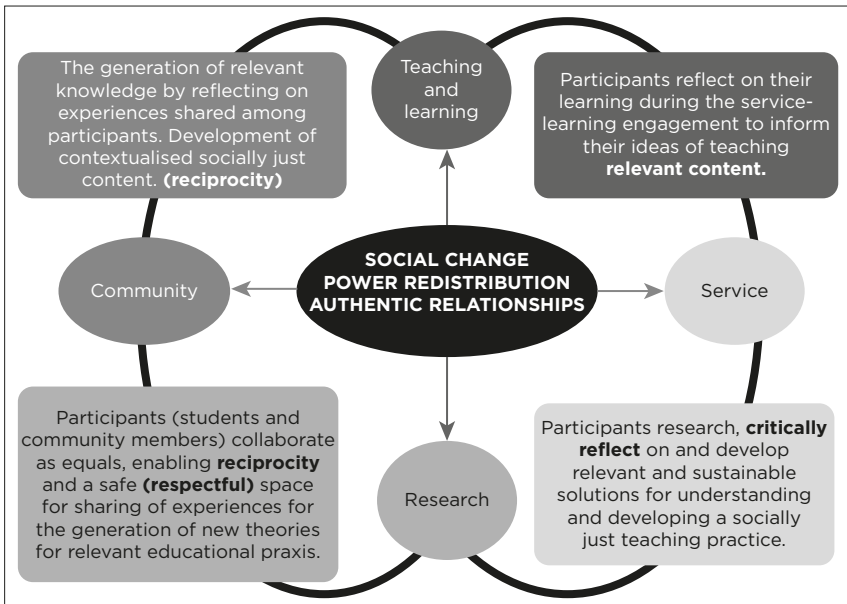 The generation of relevant
knowledge by reflecting on
experiences shared among
participants. Development of
contextualised socially just
content. (reciprocity)
Teaching
and
learning
Participants reflect on their
learning during the service-
learning engagement to inform
their ideas of teaching
relevant content.
Community
SOCIAL CHANGE
POWER REDISTRIBUTION
AUTHENTIC RELATIONSHIPS
Service
Participants (students and
community members) collaborate
as equals, enabling reciprocity
and a safe (respectful) space
for sharing of experiences for
the generation of new theories
for relevant educational praxis.
Research
Participants research, critically
reflect on and develop
relevant and sustainable
solutions for understanding
and developing a socially
just teaching practice.